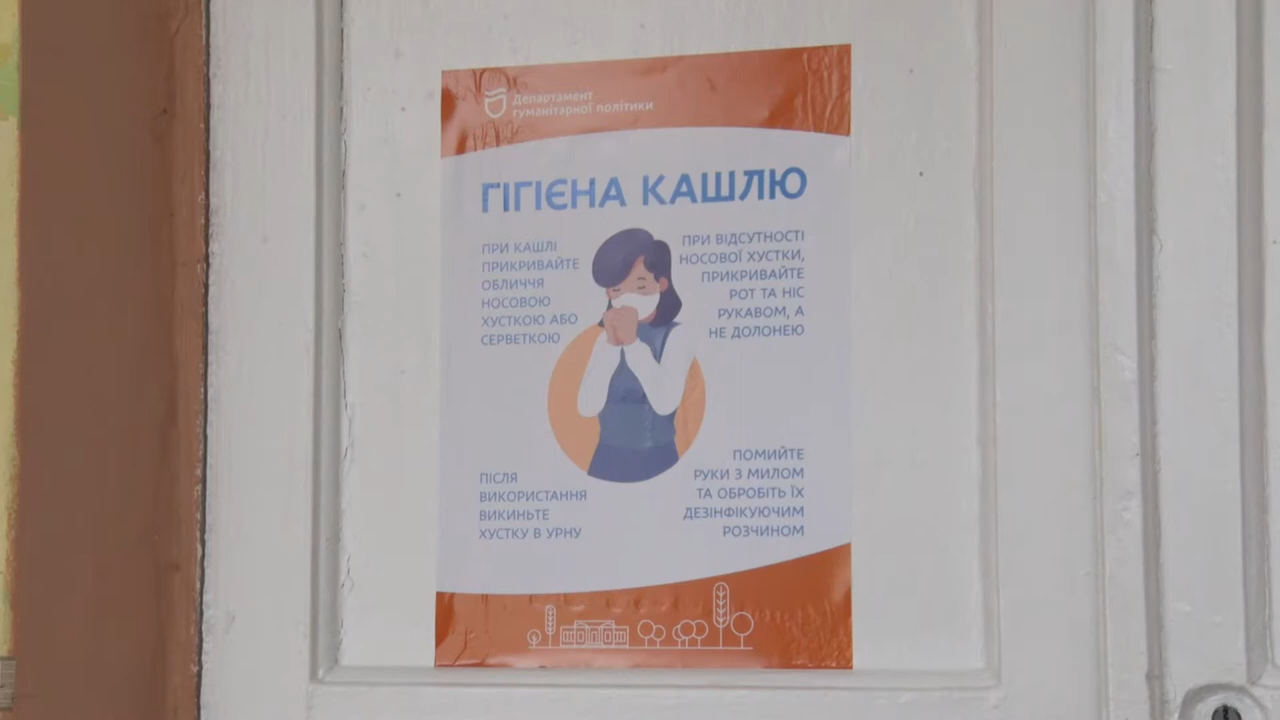 Департамент
гуманітарної політики
ГІГІЄНА КАШЛЮ
ПРИ КАШЛІ
ПРИКРИВАЙТЕ
ОБЛИЧЧЯ
НОСОВОЮ
ХУСТКОЮ АБО
СЕРВЕТКОЮ
ПРИ ВІДСУТНОСТІ
НОСОВОЇ ХУСТКИ,
ПРИКРИВАЙТЕ
РОТ ТА НІС
РУКАВОМ, А
НЕ ДОЛОНЕЮ
ПІСЛЯ
ВИКОРИСТАННЯ
ВИКИНЬТЕ
ХУСТКУ В УРНУ
ПОМИЙТЕ
РУКИ З МИЛОМ
ТА ОБРОБІТЬ ЇХ
ДЕЗІНФІКУЮЧИМ
РОЗЧИНОМ